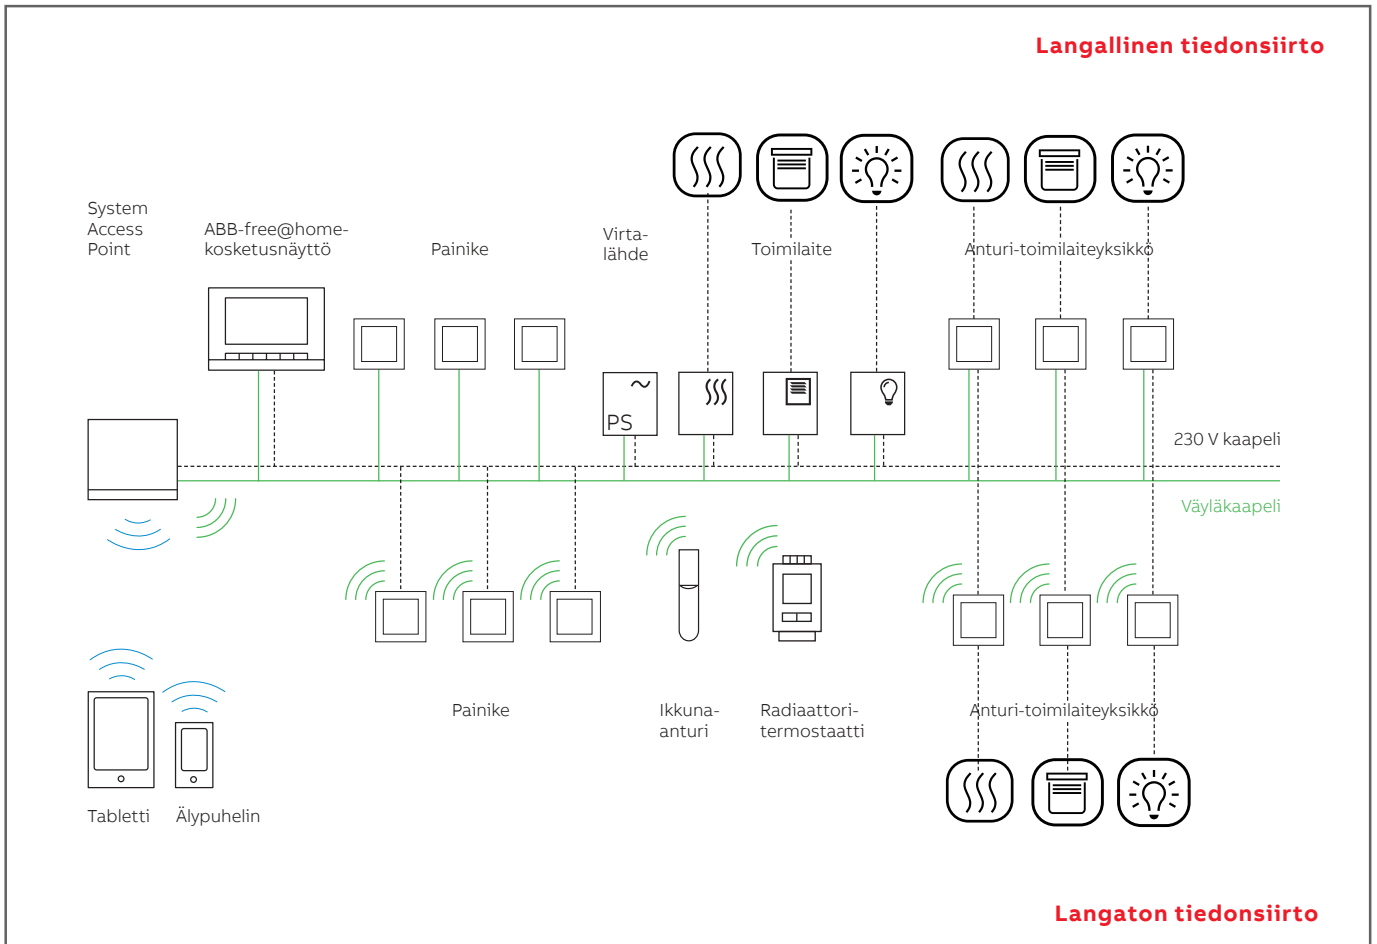 Langallinen tiedonsiirto
System
Access
Point
ABB-free@home-
kosketusnäyttö
Painike
Virta-
lähde
Toimilaite
Anturi-toimilaiteyksikkö
PS
230 V kaapeli
Väyläkaapeli
Painike
Ikkuna-
anturi
Radiaattori-
termostaatti
Anturi-toimilaiteyksikkö
Tabletti
Älypuhelin
Langaton tiedonsiirto